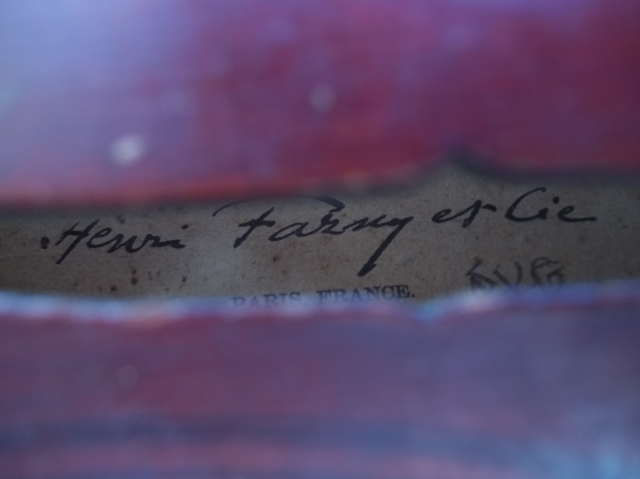 Henri Farny et Cie
PARIS, FRANCE.